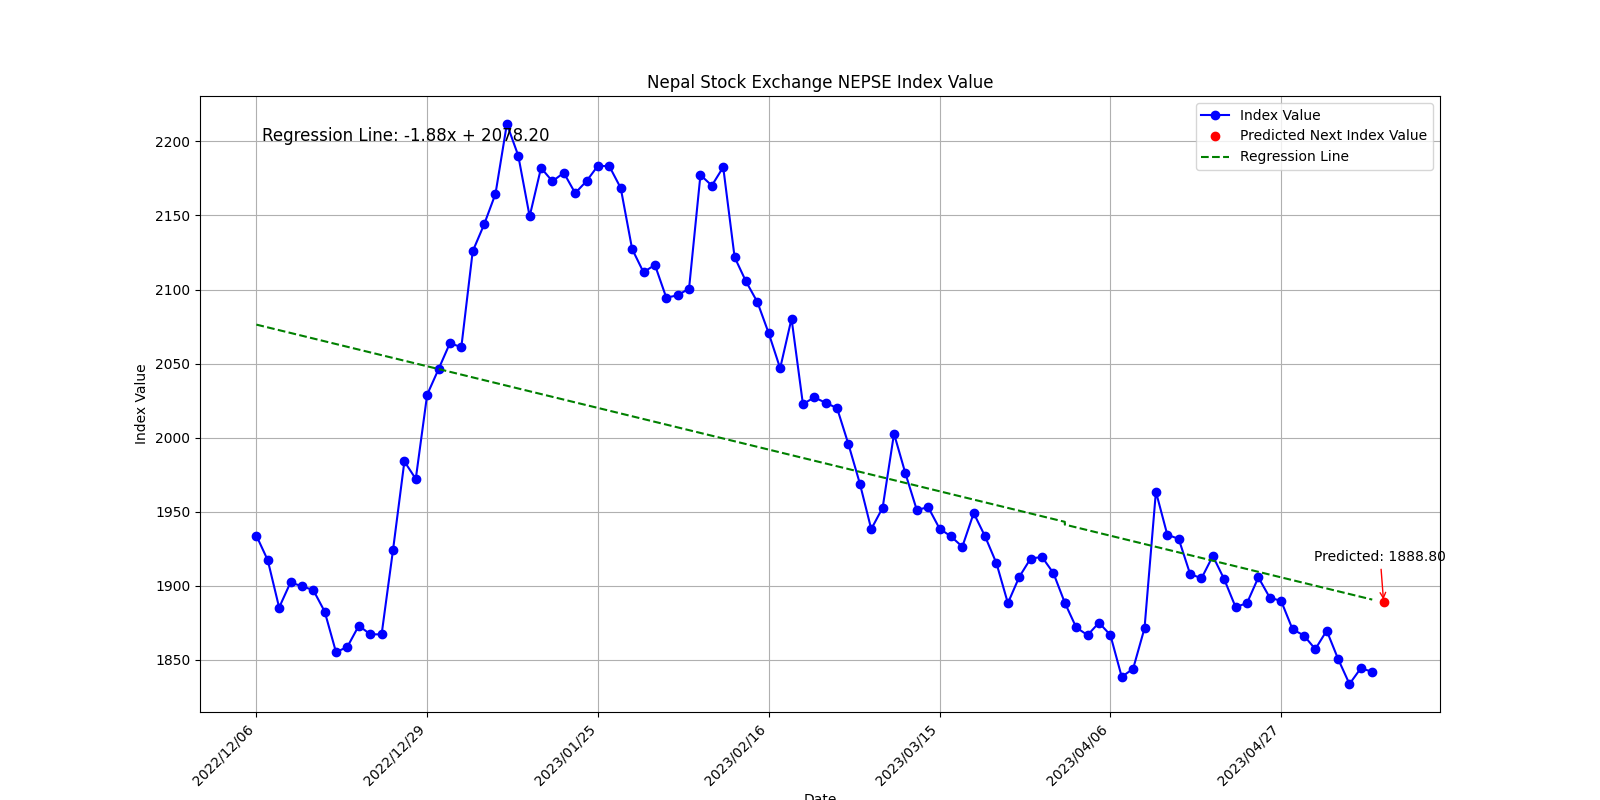 Nepal Stock Exchange NEPSE Index Value
Regression Line: -1.88x + 2078.20
Index Value
Predicted Next Index Value
Regression Line
2200
2150
2100
2050
2000
1950
1900
1850
Index Value
Predicted: 1888.80
2022/12/06
2022/12/29
2023/01/25
2023/02/16
2023/03/15
2023/04/06
2023/04/27
Date